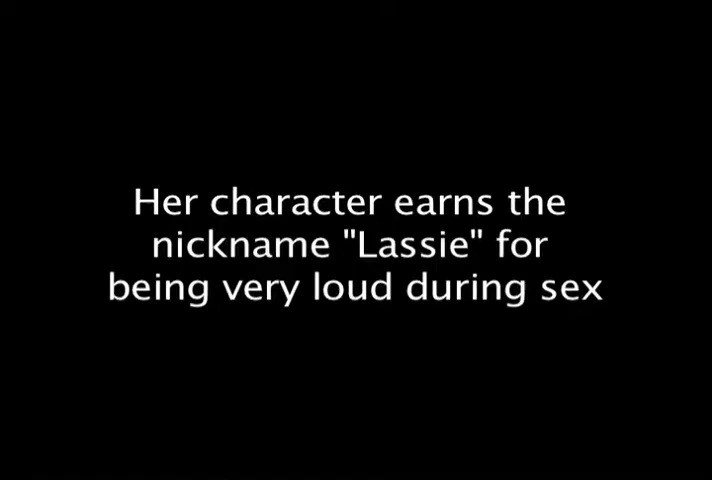 Her character earns the
nickname "Lassie" for
being very loud during sex